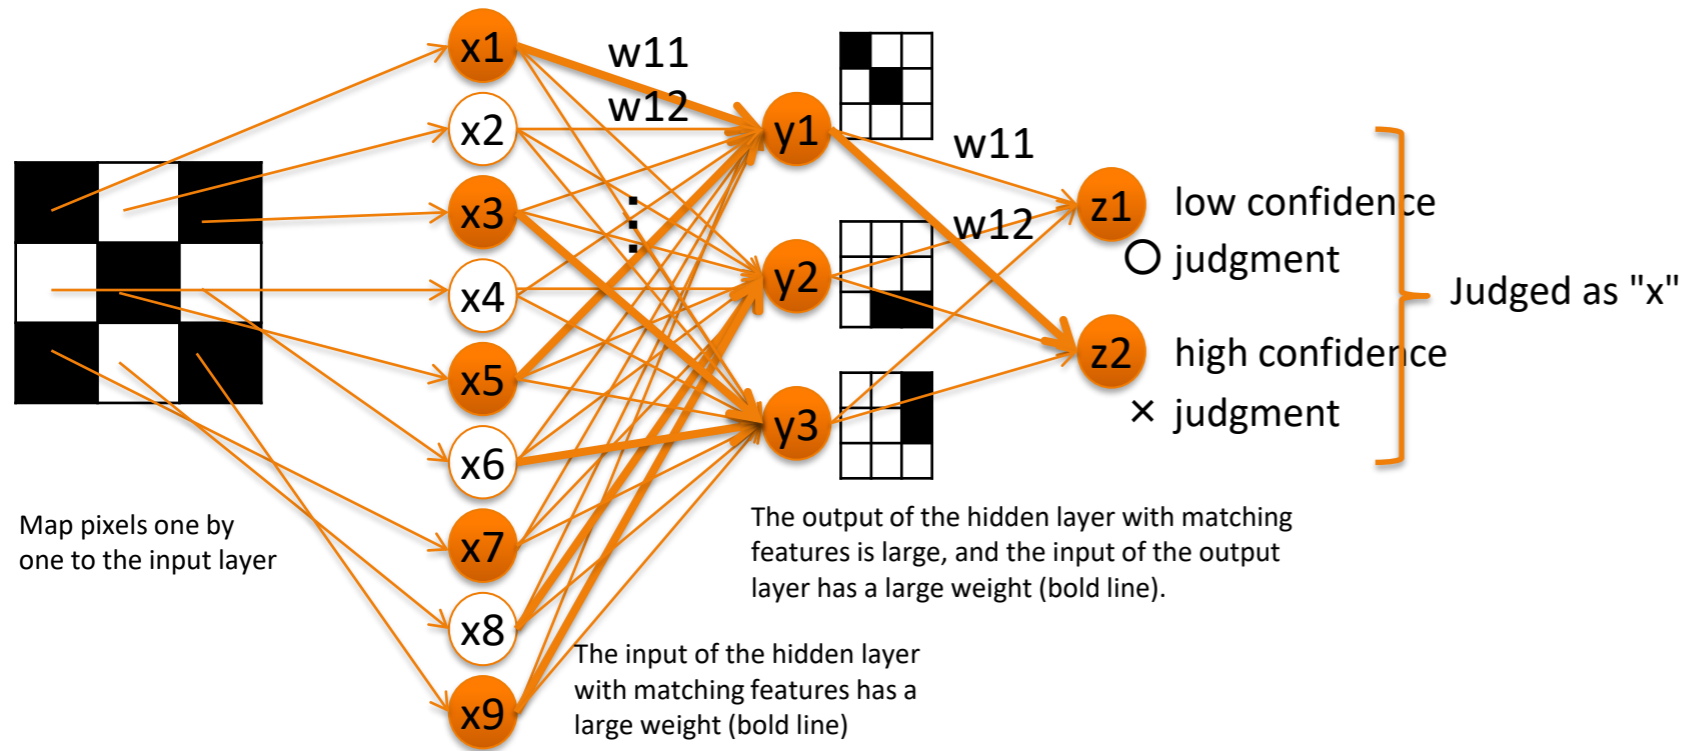 x1
x2
x3
x4
x5
x6
x7
x8
x9
w11
w12
⋮
y1
y2
y3
w11
w12
z1
z2
low confidence
○ judgment
high confidence
× judgment
Judged as "x"
Map pixels one by
one to the input layer
The input of the hidden layer
with matching features has a
large weight (bold line)
The output of the hidden layer with matching
features is large, and the input of the output
layer has a large weight (bold line).